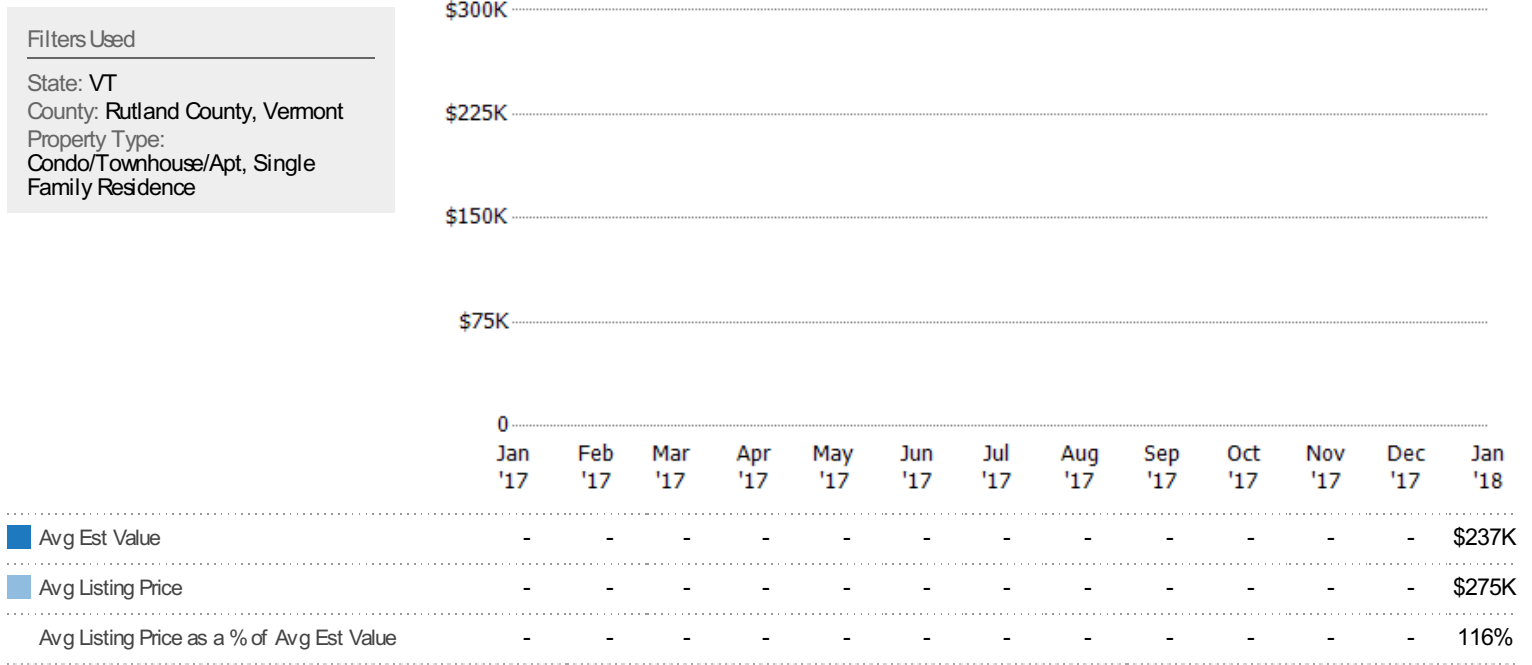 Filters Used
State: VT
County: Rutland County, Vermont
Property Type:
Condo/Townhouse/Apt, Single
Family Residence
$300K
$225K
$150K
$75K
0
Jan Feb Mar Apr May Jun Jul Aug Sep Oct Nov Dec Jan
'17 '17 '17 '17 '17 '17 '17 '17 '17 '17 '17 '17 '18
Avg Est Value - - - - - - - - - - - - $237K
Avg Listing Price - - - - - - - - - - - - $275K
Avg Listing Price as a % of Avg Est Value - - - - - - - - - - - - 116%